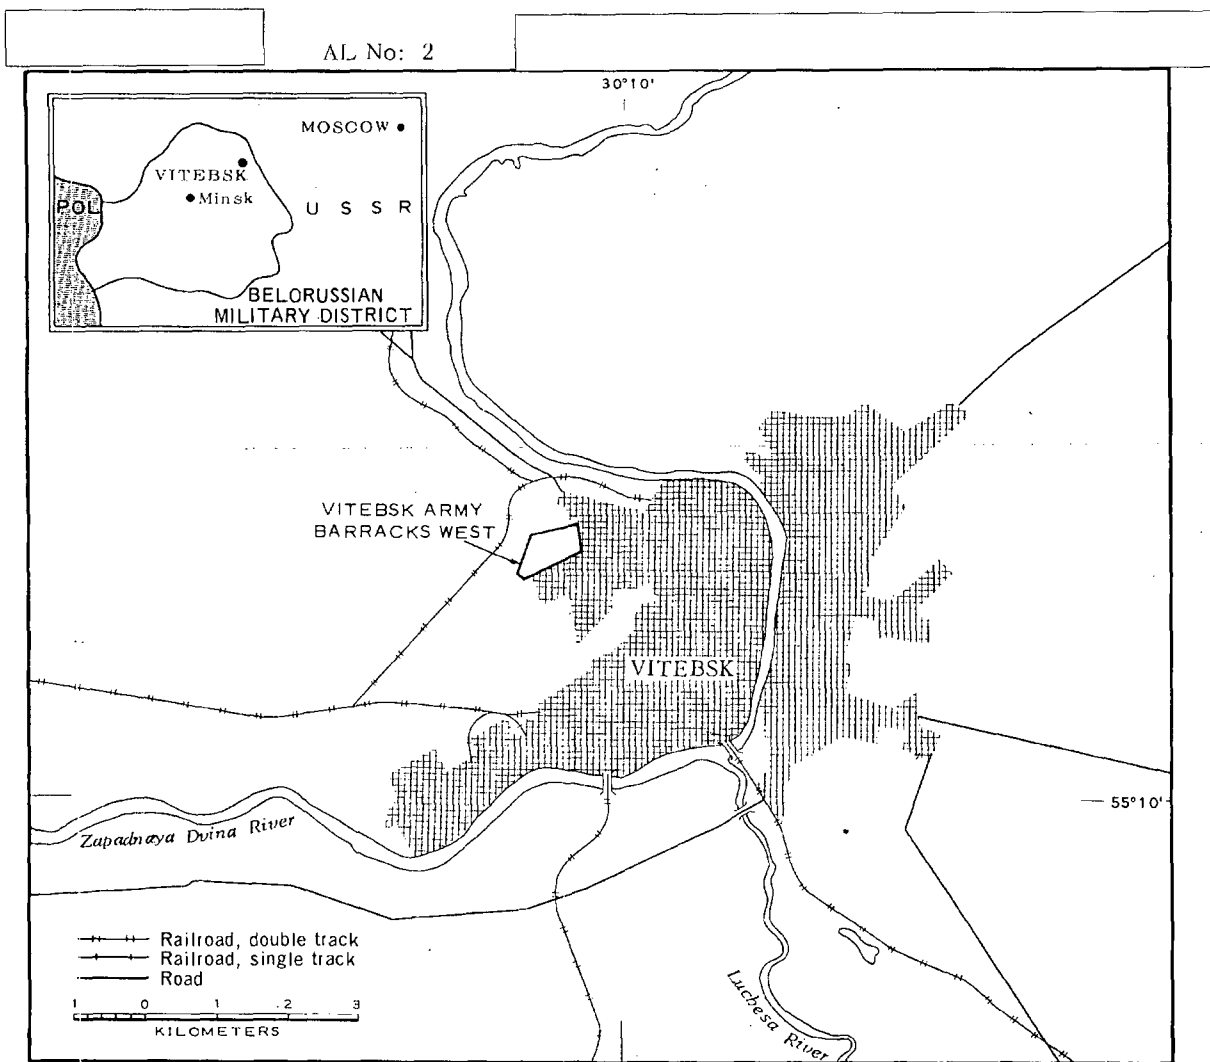 AL No: 2
30°10'
MOSCOW
VITEBSK
Minsk
POL
U S S R
BELORUSSIAN
MILITARY DISTRICT
VITEBSK ARMY
BARRACKS WEST
VITEBSK
55°10'
Zapadnaya Dvina River
Railroad, double track
Railroad, single track
Road
1 0 1 2 3
KILOMETERS
Luchesa River